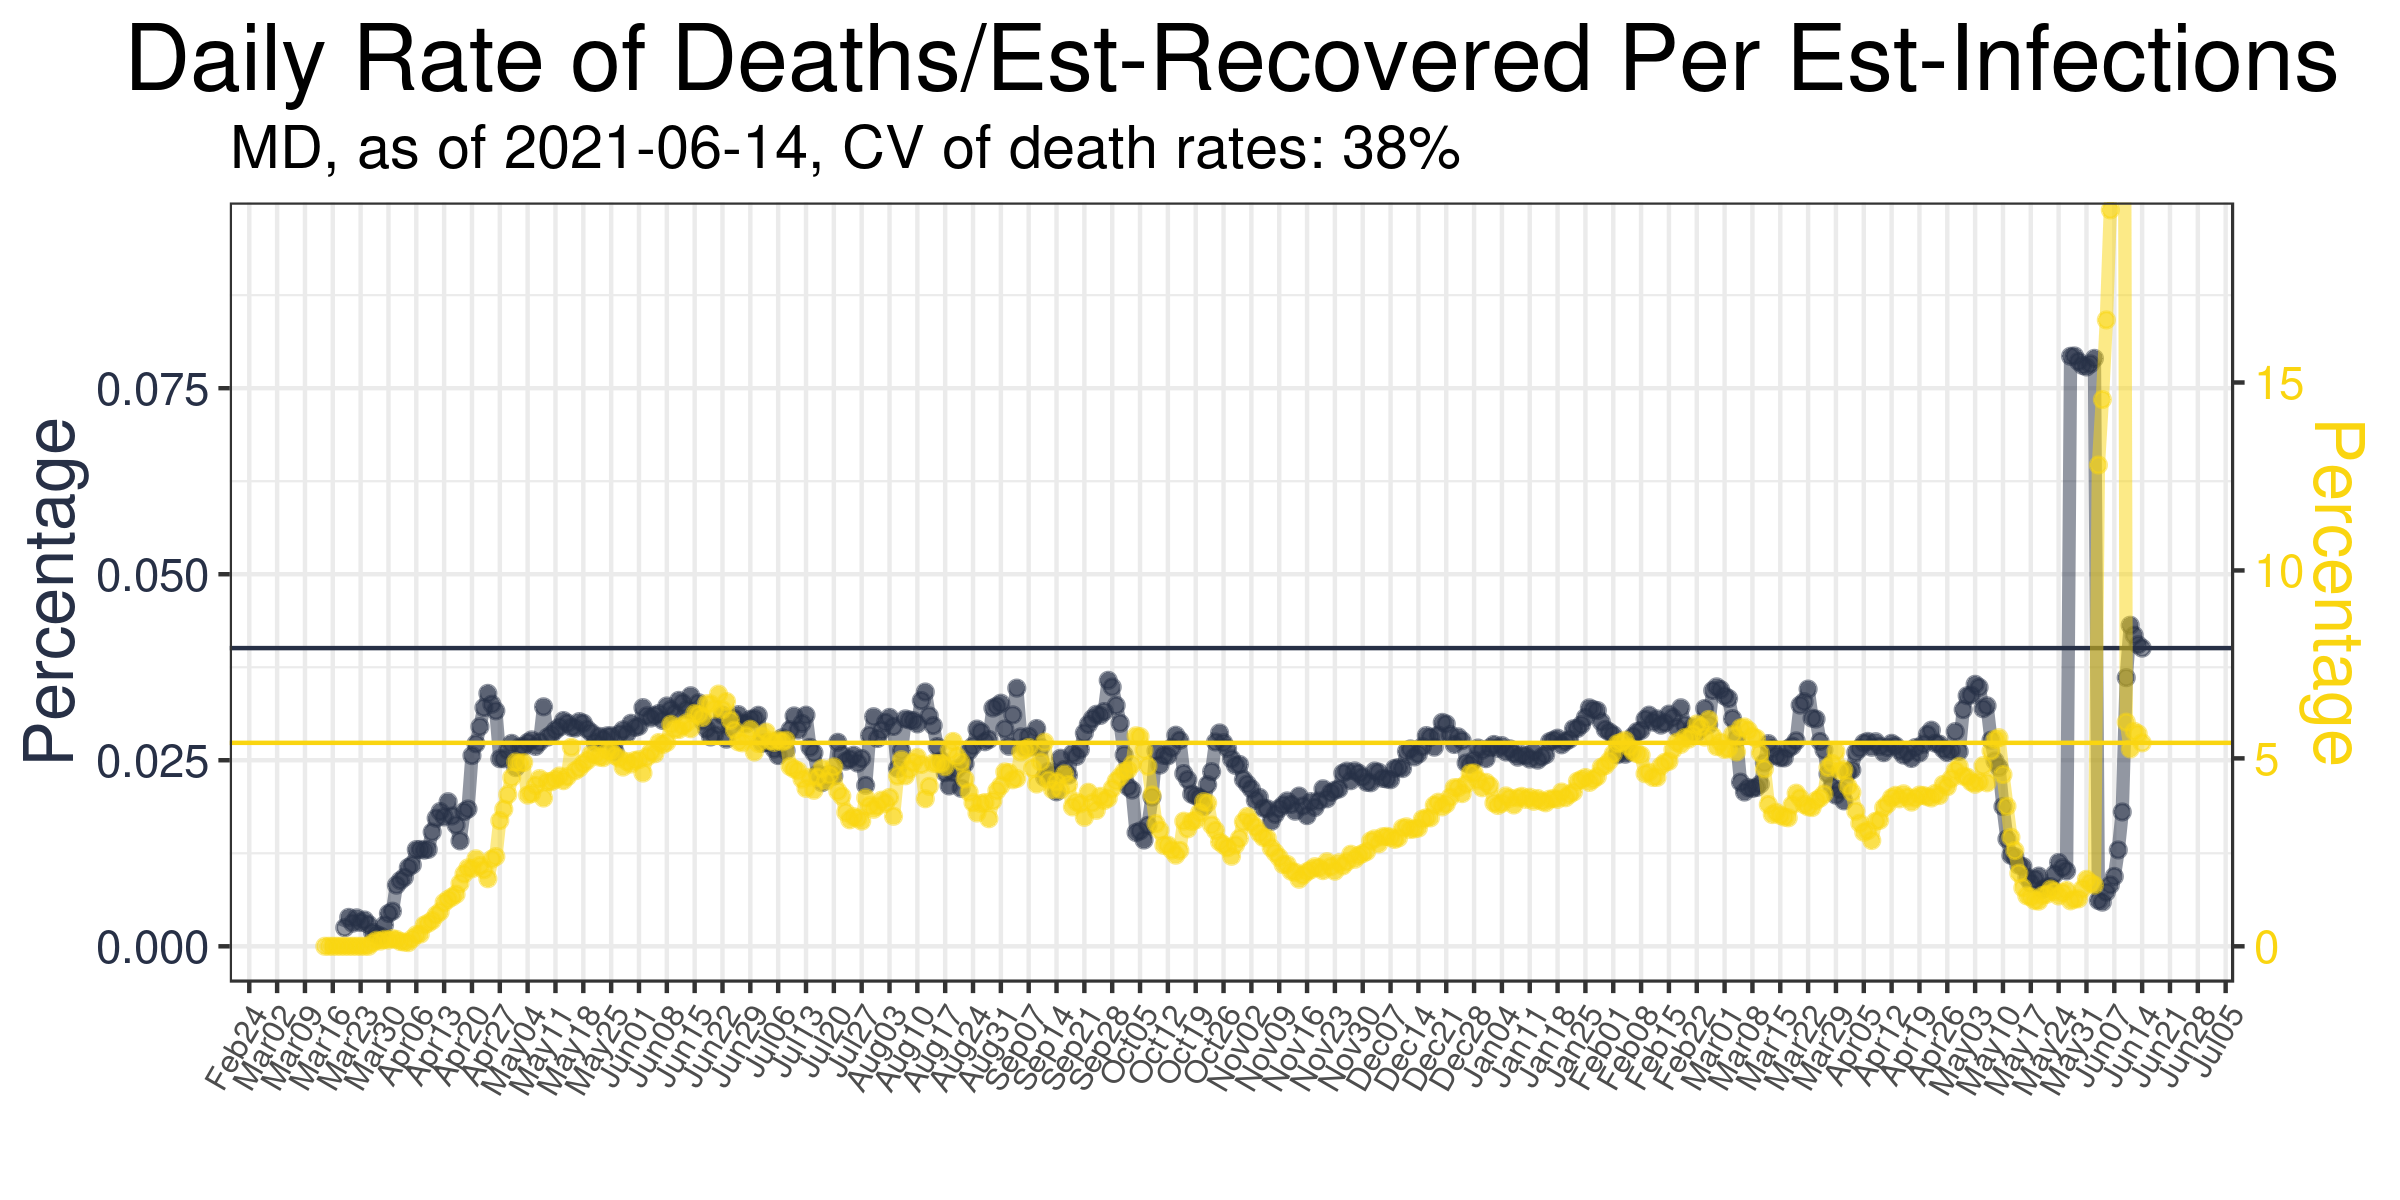 Daily Rate of Deaths/Est-Recovered Per Est-Infections
MD, as of 2021-06-14, CV of death rates: 38%
Percentage
0.075
0.050
0.025
0.000
15
10
5
0
Percentage
Feb24
Mar02
Mar09
Mar16
Mar23
Mar30
Apr06
Apr13
Apr20
Apr27
May04
May11
May18
May25
Jun01
Jun08
Jun15
Jun22
Jun29
Jul06
Jul13
Jul20
Jul27
Aug03
Aug10
Aug17
Aug24
Aug31
Sep07
Sep14
Sep21
Sep28
Oct05
Oct12
Oct19
Oct26
Nov02
Nov09
Nov16
Nov23
Nov30
Dec07
Dec14
Dec21
Dec28
Jan04
Jan11
Jan18
Jan25
Feb01
Feb08
Feb15
Feb22
Mar01
Mar08
Mar15
Mar22
Mar29
Apr05
Apr12
Apr19
Apr26
May03
May10
May17
May24
May31
Jun07
Jun14
Jun21
Jun28
Jul05